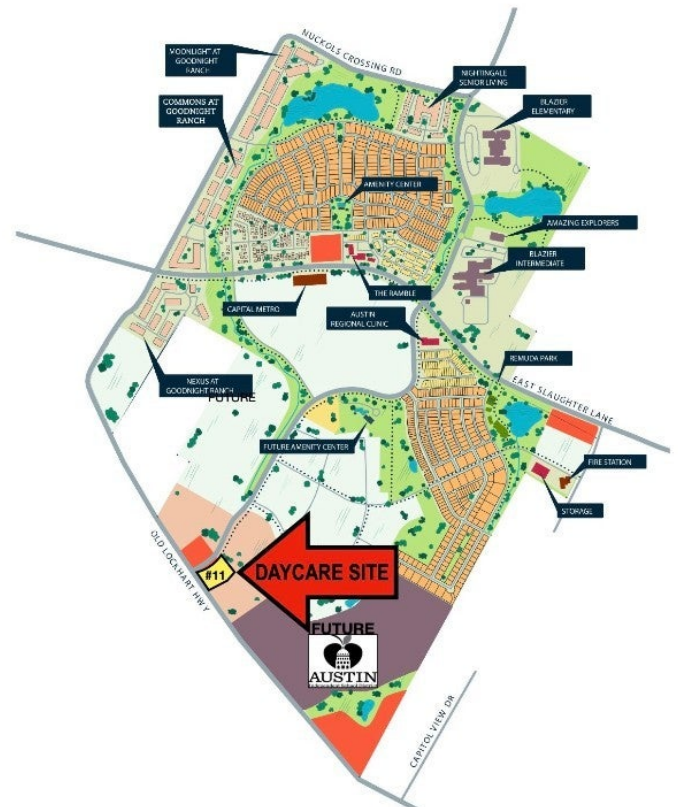 NUCKOLS CROSSING RD
MOONLIGHT AT
GOODNIGHT
RANCH
NIGHTINGALE
SENIOR LIVING
COMMONS AT
GOODNIGHT
RANCH
BLAZIER
ELEMENTARY
AMENITY CENTER
AMAZING EXPLORERS
BLAZIER
INTERMEDIATE
THE RAMBLE
CAPITAL METRO
AUSTIN
REGIONAL CLINIC
REMUDA PARK
NEXUS AT
GOODNIGHT RANCH
FUTURE
EAST SLAUGHTER LANE
FUTURE AMENITY CENTER
FIRE STATION
STORAGE
OLD LOCKHART HWY
#11
DAYCARE SITE
FUTURE
AUSTIN
CAPITOL VIEW DR